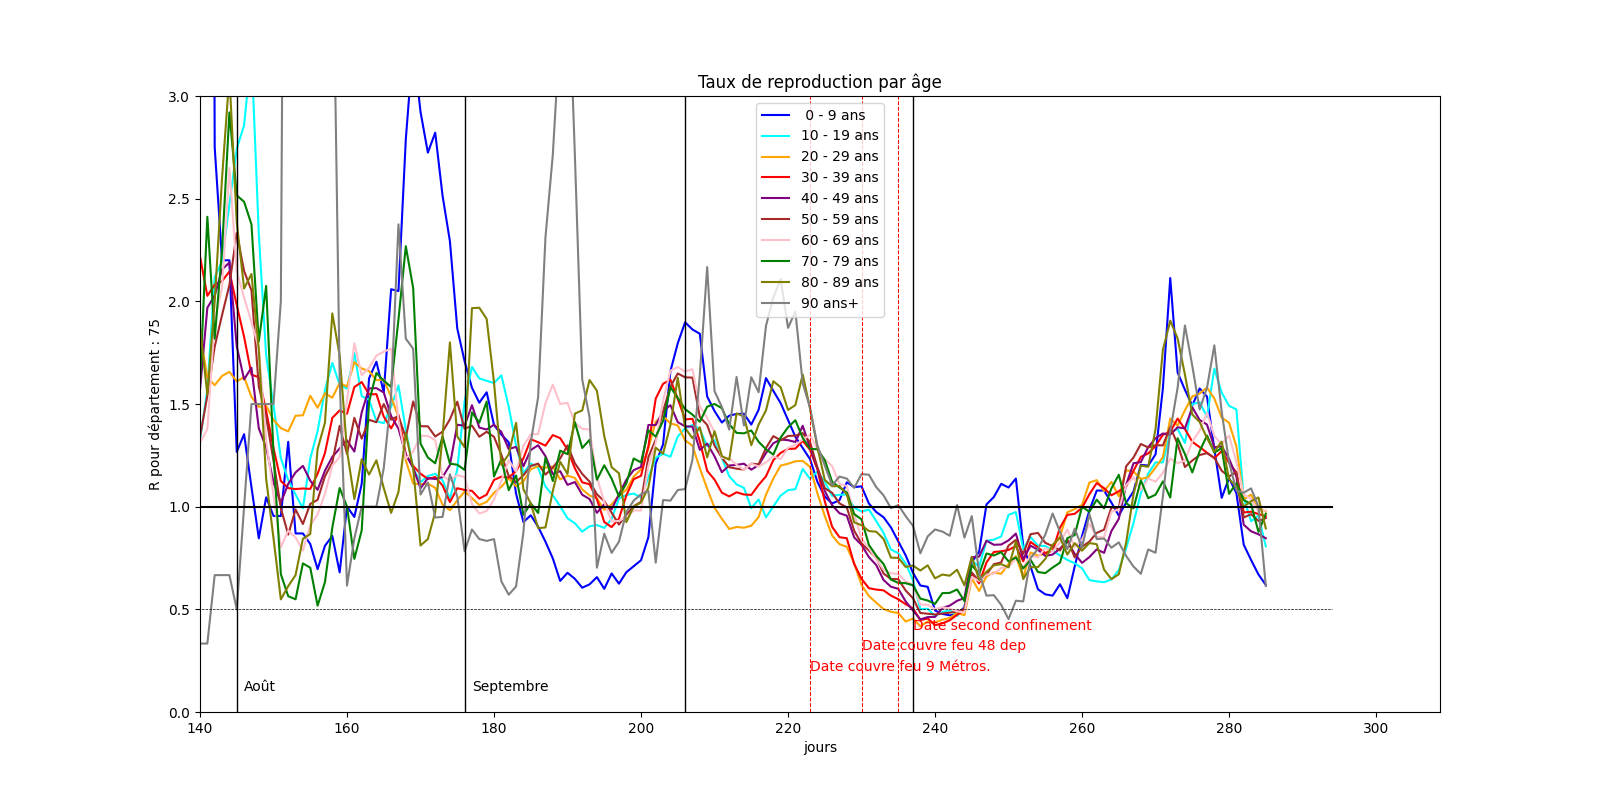 Taux de reproduction par âge
R pour département : 75
3.0
2.5
2.0
1.5
1.0
0.5
0.0
0 - 9 ans
10 - 19 ans
20 - 29 ans
30 - 39 ans
40 - 49 ans
50 - 59 ans
60 - 69 ans
70 - 79 ans
80 - 89 ans
90 ans+
Date second confinement
Date couvre feu 48 dep
Date couvre feu 9 Métros.
Août
Septembre
140
160
180
200
220
240
260
280
300
jours